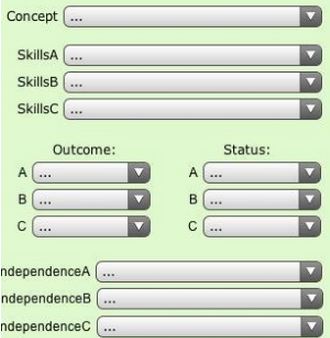 Concept ...
SkillsA ...
SkillsB ...
SkillsC ...
Outcome: Status:
A ... A ...
B ... B ...
C ... C ...
ndependenceA ...
ndependenceB ...
ndependenceC ...